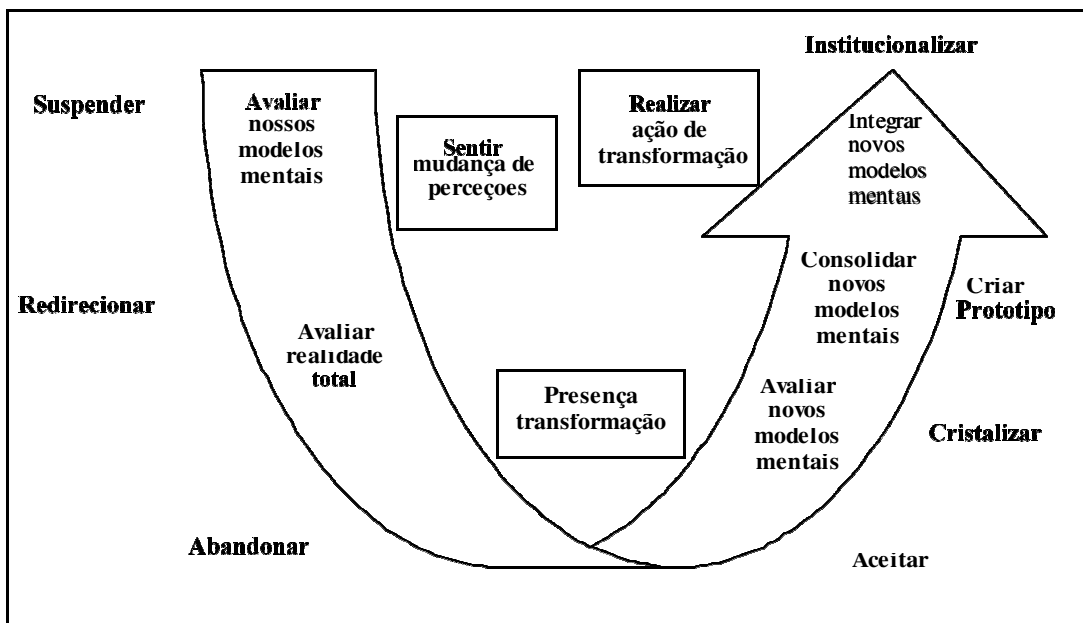 Institucionalizar
Suspender
Avaliar
nossos
modelos
mentais
Sentir
mudança de
perceçoes
Realizar
ação de
transformação
Integrar
novos
modelos
mentais
Redirecionar
Avaliar
realidade
total
Consolidar
novos
modelos
mentais
Criar
Prototipo
Presença
transformação
Avaliar
novos
modelos
mentais
Cristalizar
Abandonar
Aceitar